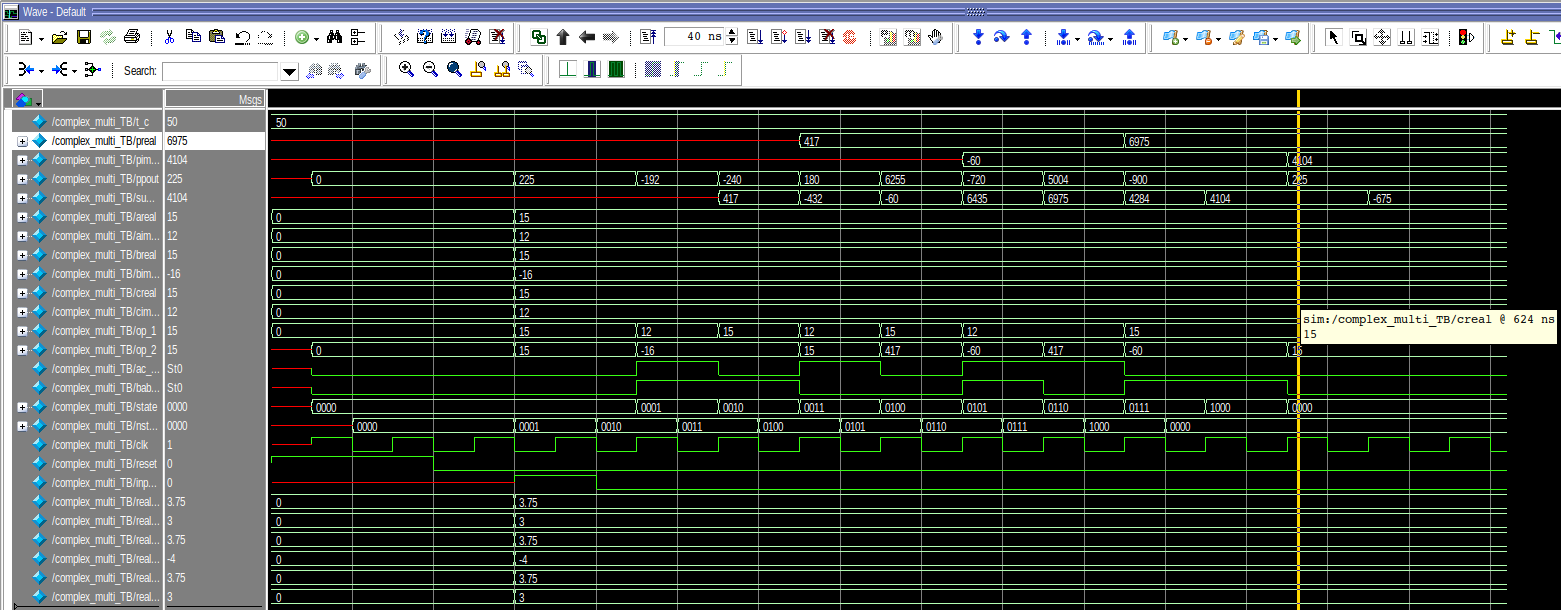 Wave - Default
40 ns
Search:
Msgs
/complex_multi_TB/t_c 50 50
/complex_multi_TB/preal 6975 417 6975
/complex_multi_TB/pim... 4104 -60 4104
/complex_multi_TB/ppout 225 0 225 -192 -240 180 6255 -720 5004 -900 225
/complex_multi_TB/su... 4104 417 -432 -60 6435 6975 4284 4104 -675
/complex_multi_TB/areal 15 0 15
/complex_multi_TB/aim... 12 0 12
/complex_multi_TB/breal 15 0 15
/complex_multi_TB/bim... -16 0 -16
/complex_multi_TB/creal 15 0 15
/complex_multi_TB/cim... 12 0 12
sim:/complex_multi_TB/creal @ 624 ns
15
/complex_multi_TB/op_1 15 0 15 12 15 12 15 12 15
/complex_multi_TB/op_2 15 0 15 -16 15 417 -60 417 -60 15
/complex_multi_TB/ac_... St0
/complex_multi_TB/bab... St0
/complex_multi_TB/state 0000 0000 0001 0010 0011 0100 0101 0110 0111 1000 0000
/complex_multi_TB/nst... 0000 0000 0001 0010 0011 0100 0101 0110 0111 1000 0000
/complex_multi_TB/clk 1
/complex_multi_TB/reset 0
/complex_multi_TB/inp... 0
/complex_multi_TB/real... 3.75 0 3.75
/complex_multi_TB/real... 3 0 3
/complex_multi_TB/real... 3.75 0 3.75
/complex_multi_TB/real... -4 0 -4
/complex_multi_TB/real... 3.75 0 3.75
/complex_multi_TB/real... 3 0 3